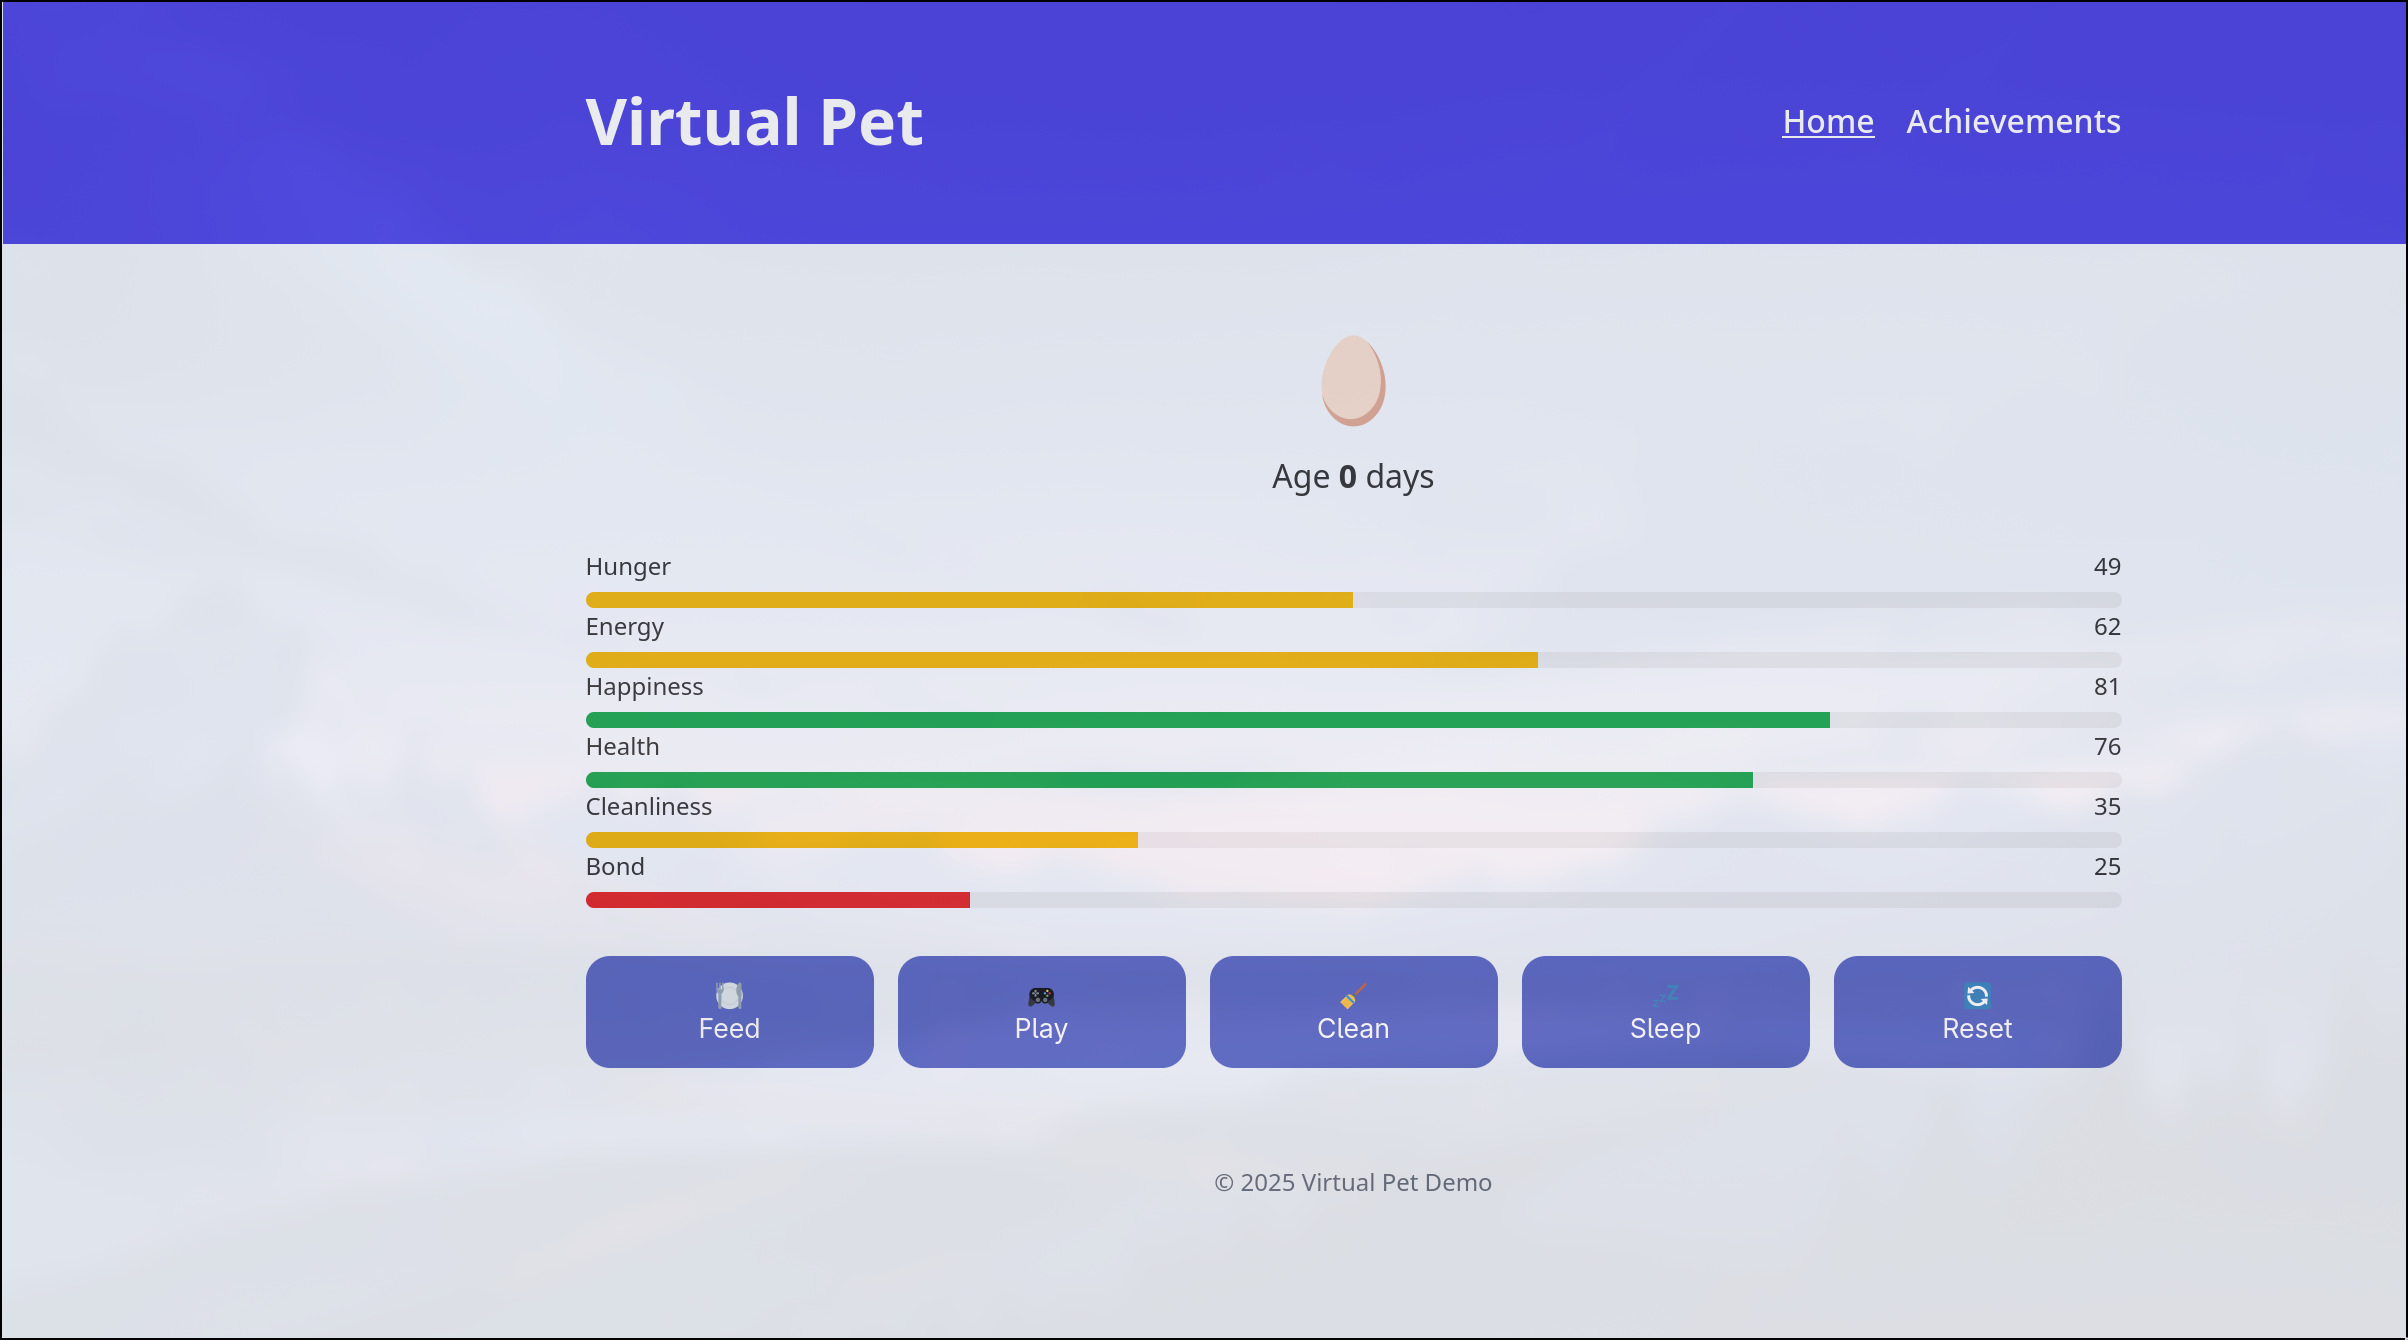 Virtual Pet
Home Achievements
Age 0 days
Hunger 49
Energy 62
Happiness 81
Health 76
Cleanliness 35
Bond 25
Feed Play Clean Sleep Reset
© 2025 Virtual Pet Demo